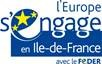 l'Europe
s'engage
en Ile-de-France
avec le FEDER